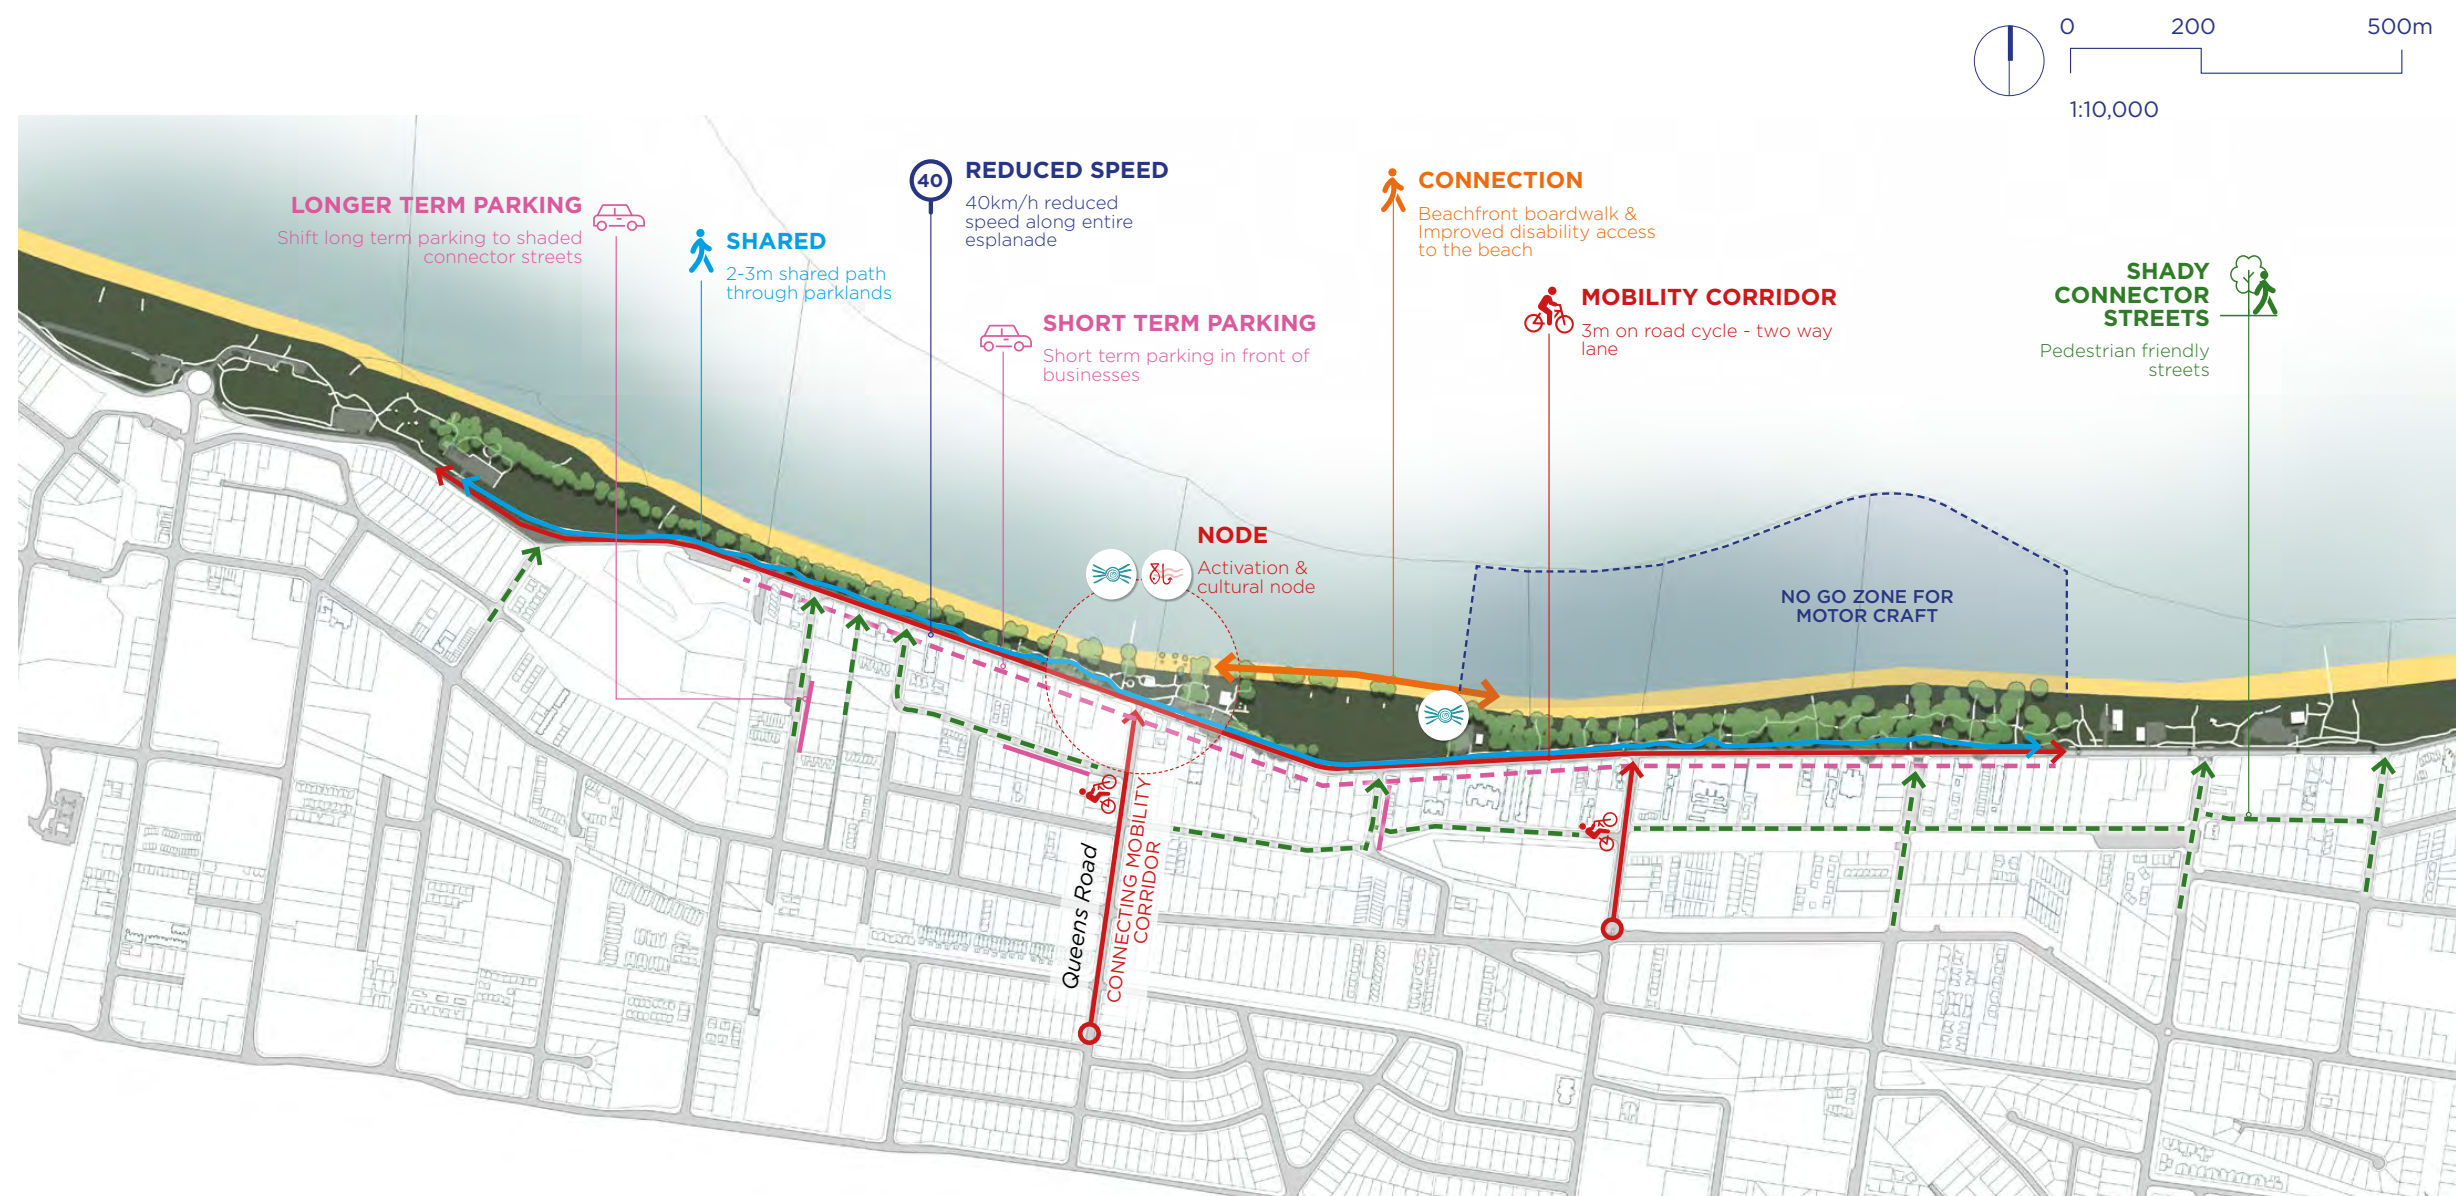 0 200 500m
1:10,000
LONGER TERM PARKING
Shift long term parking to shaded
connector streets
SHARED
2-3m shared path
through parklands
40
REDUCED SPEED
40km/h reduced
speed along entire
esplanade
SHORT TERM PARKING
Short term parking in front of
businesses
CONNECTION
Beachfront boardwalk &
Improved disability access
to the beach
MOBILITY CORRIDOR
3m on road cycle - two way
lane
SHADY
CONNECTOR
STREETS
Pedestrian friendly
streets
NODE
Activation &
cultural node
NO GO ZONE FOR
MOTOR CRAFT
Queens Road
CONNECTING MOBILITY
CORRIDOR